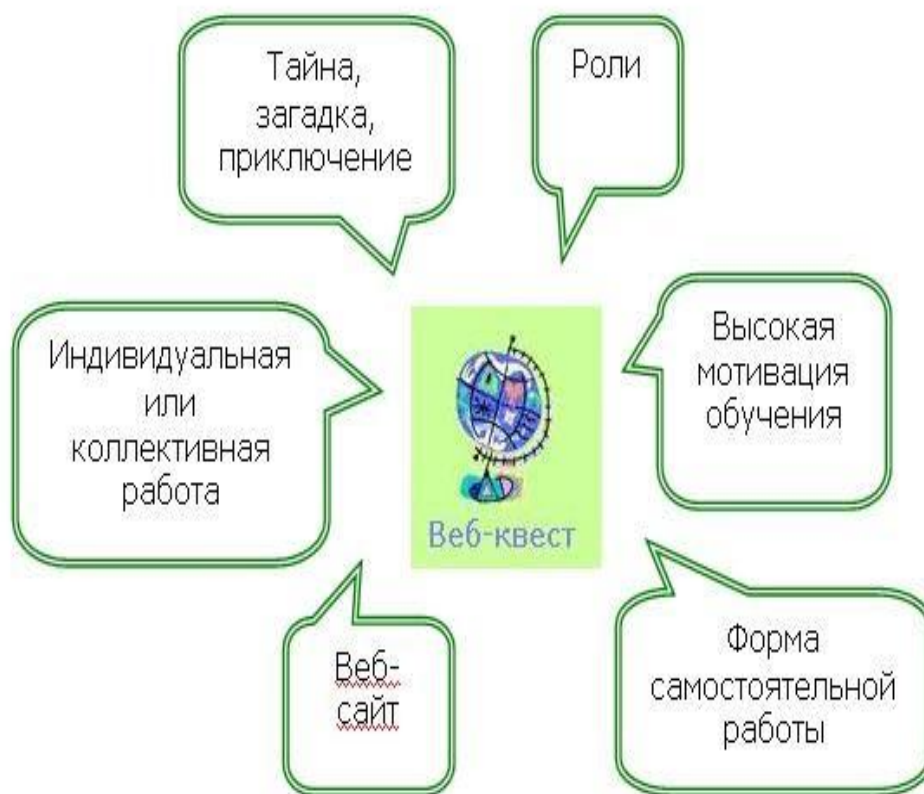 Тайна,
загадка,
приключение
Роли
Индивидуальная
или
коллективная
работа
Высокая
мотивация
обучения
Веб-квест
Веб-
сайт
Форма
самостоятельной
работы